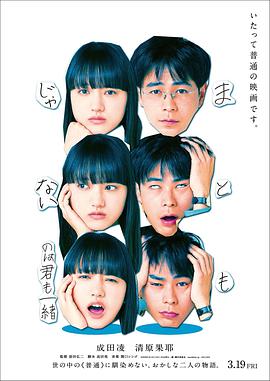 いたって普通の映画です。
まとも
じゃない
のは君も一緒
成田凌 清原果耶
世の中の《普通》に馴染めない、おかしな二人の物語。
3.19 FRI